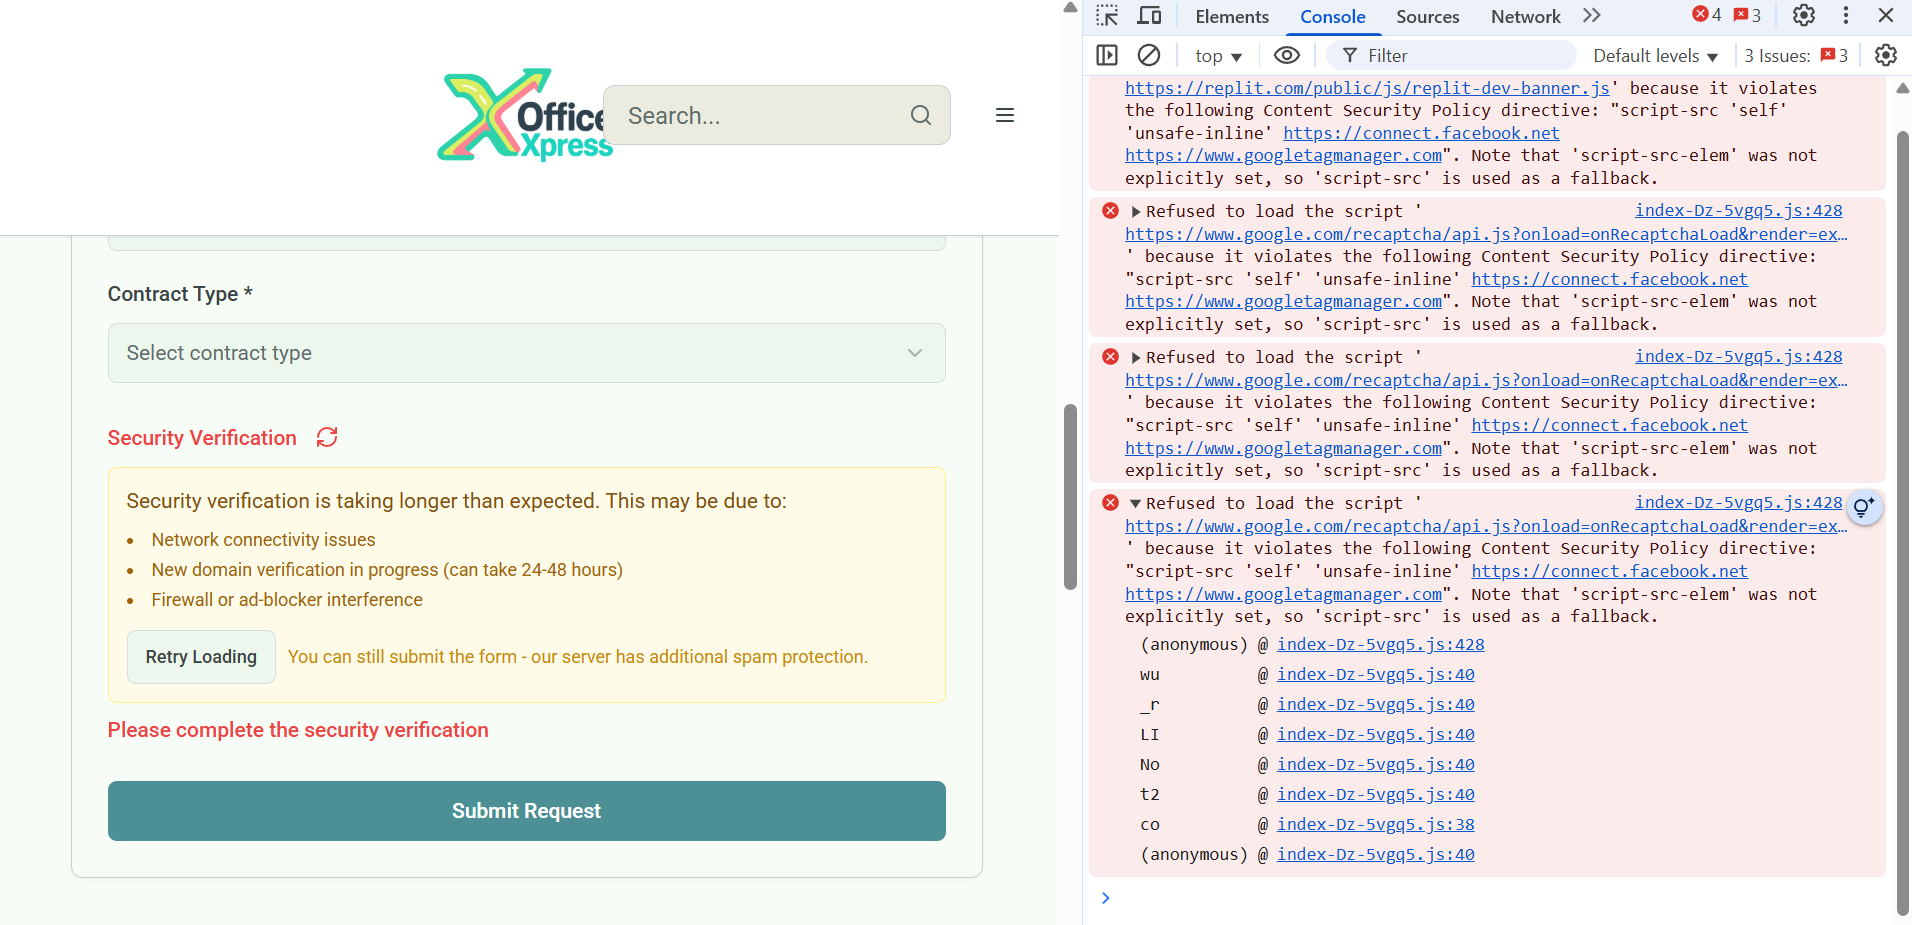 Office
Xpress
Search...
Contract Type *
Select contract type
Security Verification
Security verification is taking longer than expected. This may be due to:
Network connectivity issues
New domain verification in progress (can take 24-48 hours)
Firewall or ad-blocker interference
Retry Loading
You can still submit the form - our server has additional spam protection.
Please complete the security verification
Submit Request
Elements Console Sources Network 4 3
top Filter Default levels 3 Issues: 3
https://replit.com/public/js/replit-dev-banner.js' because it violates
the following Content Security Policy directive: "script-src 'self'
'unsafe-inline' https://connect.facebook.net
https://www.googletagmanager.com". Note that 'script-src-elem' was not
explicitly set, so 'script-src' is used as a fallback.
Refused to load the script ' index-Dz-5vgq5.js:428
https://www.google.com/recaptcha/api.js?onload=onRecaptchaLoad&render=ex…
' because it violates the following Content Security Policy directive:
"script-src 'self' 'unsafe-inline' https://connect.facebook.net
https://www.googletagmanager.com". Note that 'script-src-elem' was not
explicitly set, so 'script-src' is used as a fallback.
Refused to load the script ' index-Dz-5vgq5.js:428
https://www.google.com/recaptcha/api.js?onload=onRecaptchaLoad&render=ex…
' because it violates the following Content Security Policy directive:
"script-src 'self' 'unsafe-inline' https://connect.facebook.net
https://www.googletagmanager.com". Note that 'script-src-elem' was not
explicitly set, so 'script-src' is used as a fallback.
Refused to load the script ' index-Dz-5vgq5.js:428
https://www.google.com/recaptcha/api.js?onload=onRecaptchaLoad&render=ex…
' because it violates the following Content Security Policy directive:
"script-src 'self' 'unsafe-inline' https://connect.facebook.net
https://www.googletagmanager.com". Note that 'script-src-elem' was not
explicitly set, so 'script-src' is used as a fallback.
(anonymous) @ index-Dz-5vgq5.js:428
wu @ index-Dz-5vgq5.js:40
_r @ index-Dz-5vgq5.js:40
LI @ index-Dz-5vgq5.js:40
No @ index-Dz-5vgq5.js:40
t2 @ index-Dz-5vgq5.js:40
co @ index-Dz-5vgq5.js:38
(anonymous) @ index-Dz-5vgq5.js:40